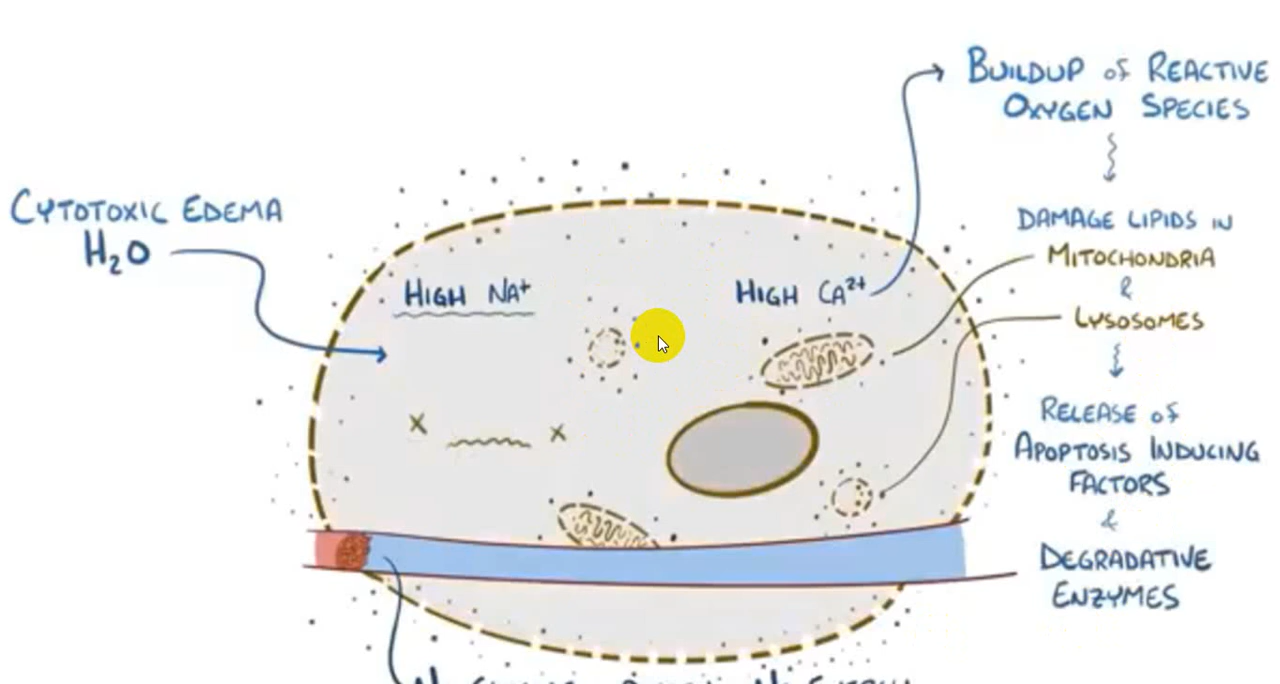 BUILDUP of REACTIVE
OXYGEN SPECIES
CYTOTOXIC EDEMA
H₂O
DAMAGE LIPIDS IN
MITOCHONDRIA
&
LYSOSOMES
HIGH NA⁺
HIGH CA²⁺
RELEASE of
APOPTOSIS INDUCING
FACTORS
&
DEGRADATIVE
ENZYMES